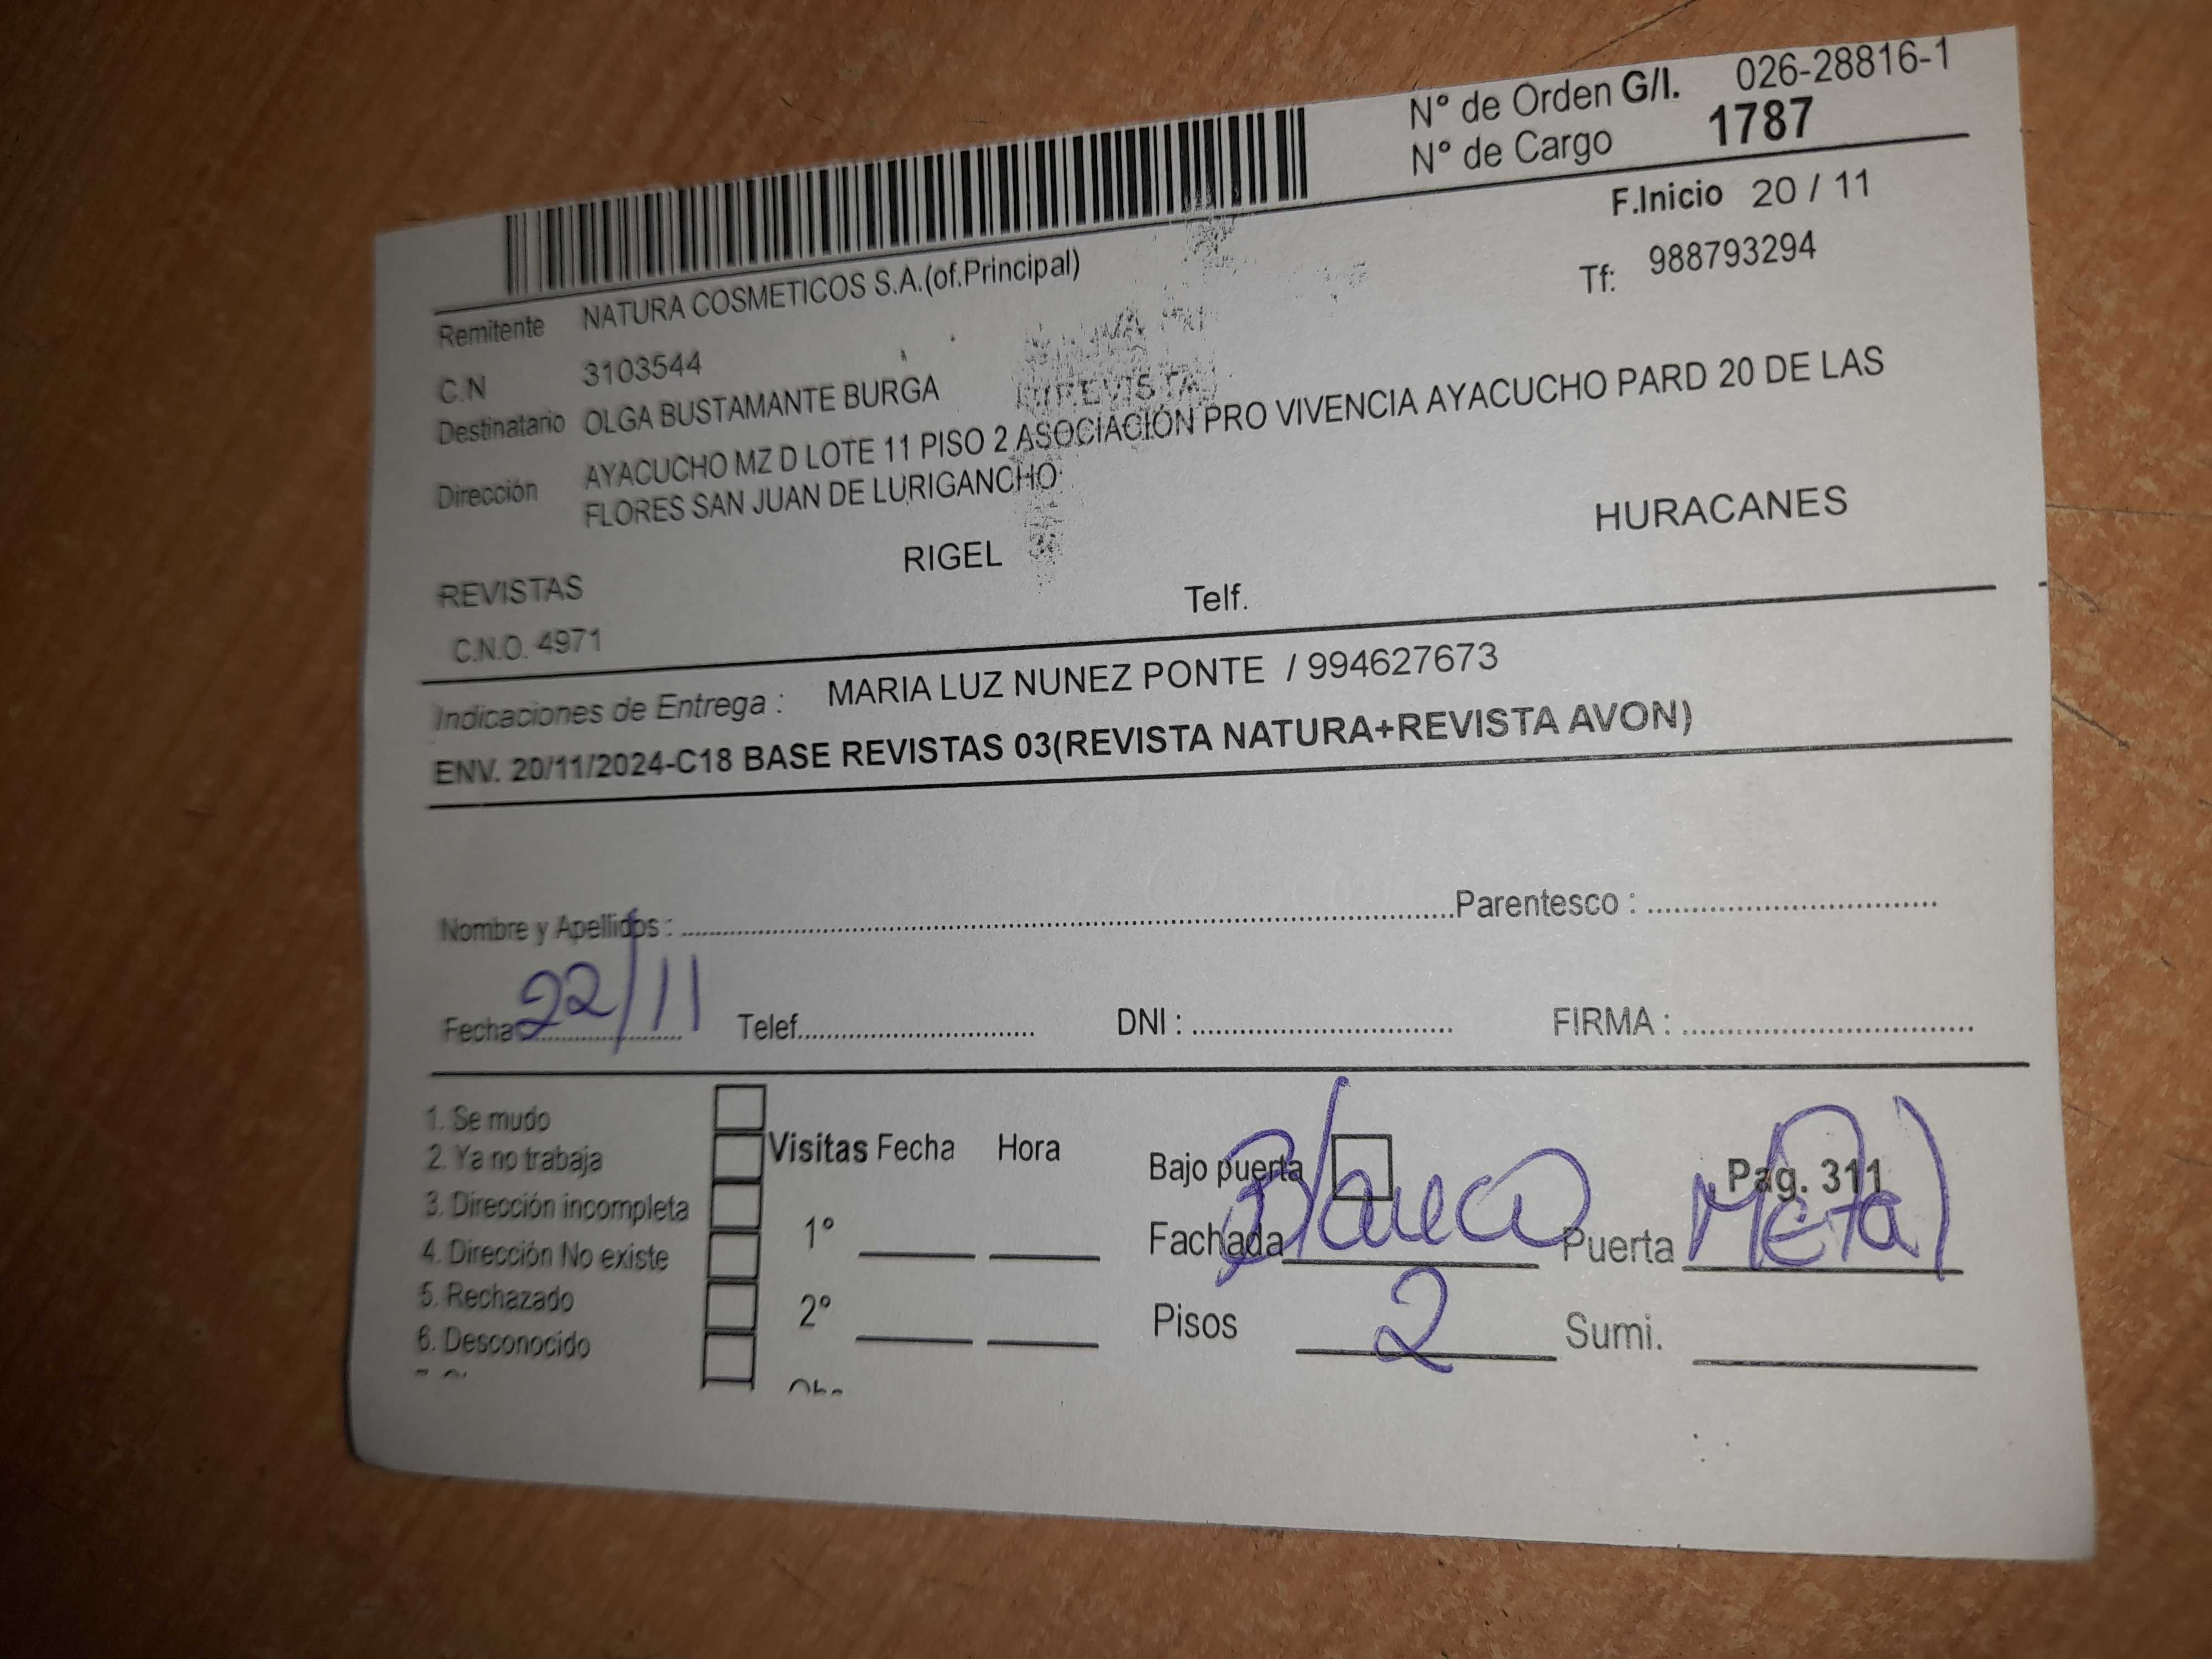 N° de Orden G/I. 026-28816-1
N° de Cargo 1787
F.Inicio 20 / 11
Remitente NATURA COSMETICOS S.A.(of.Principal)
Tf: 988793294
C.N 3103544
Destinatario OLGA BUSTAMANTE BURGA
Dirección AYACUCHO MZ D LOTE 11 PISO 2 ASOCIACIÓN PRO VIVENCIA AYACUCHO PARD 20 DE LAS
FLORES SAN JUAN DE LURIGANCHO
REVISTAS RIGEL HURACANES
C.N.O. 4971 Telf.
Indicaciones de Entrega : MARIA LUZ NUNEZ PONTE / 994627673
ENV. 20/11/2024-C18 BASE REVISTAS 03(REVISTA NATURA+REVISTA AVON)
Nombre y Apellidos : Parentesco :
Fecha 22/11 Telef. DNI : FIRMA :
1. Se mudo
2. Ya no trabaja
3. Dirección incompleta
4. Dirección No existe
5. Rechazado
6. Desconocido
Visitas Fecha Hora
1°
2°
Bajo puerta Pag. 311
Fachada Blanco Puerta Metal
Pisos 2 Sumi.